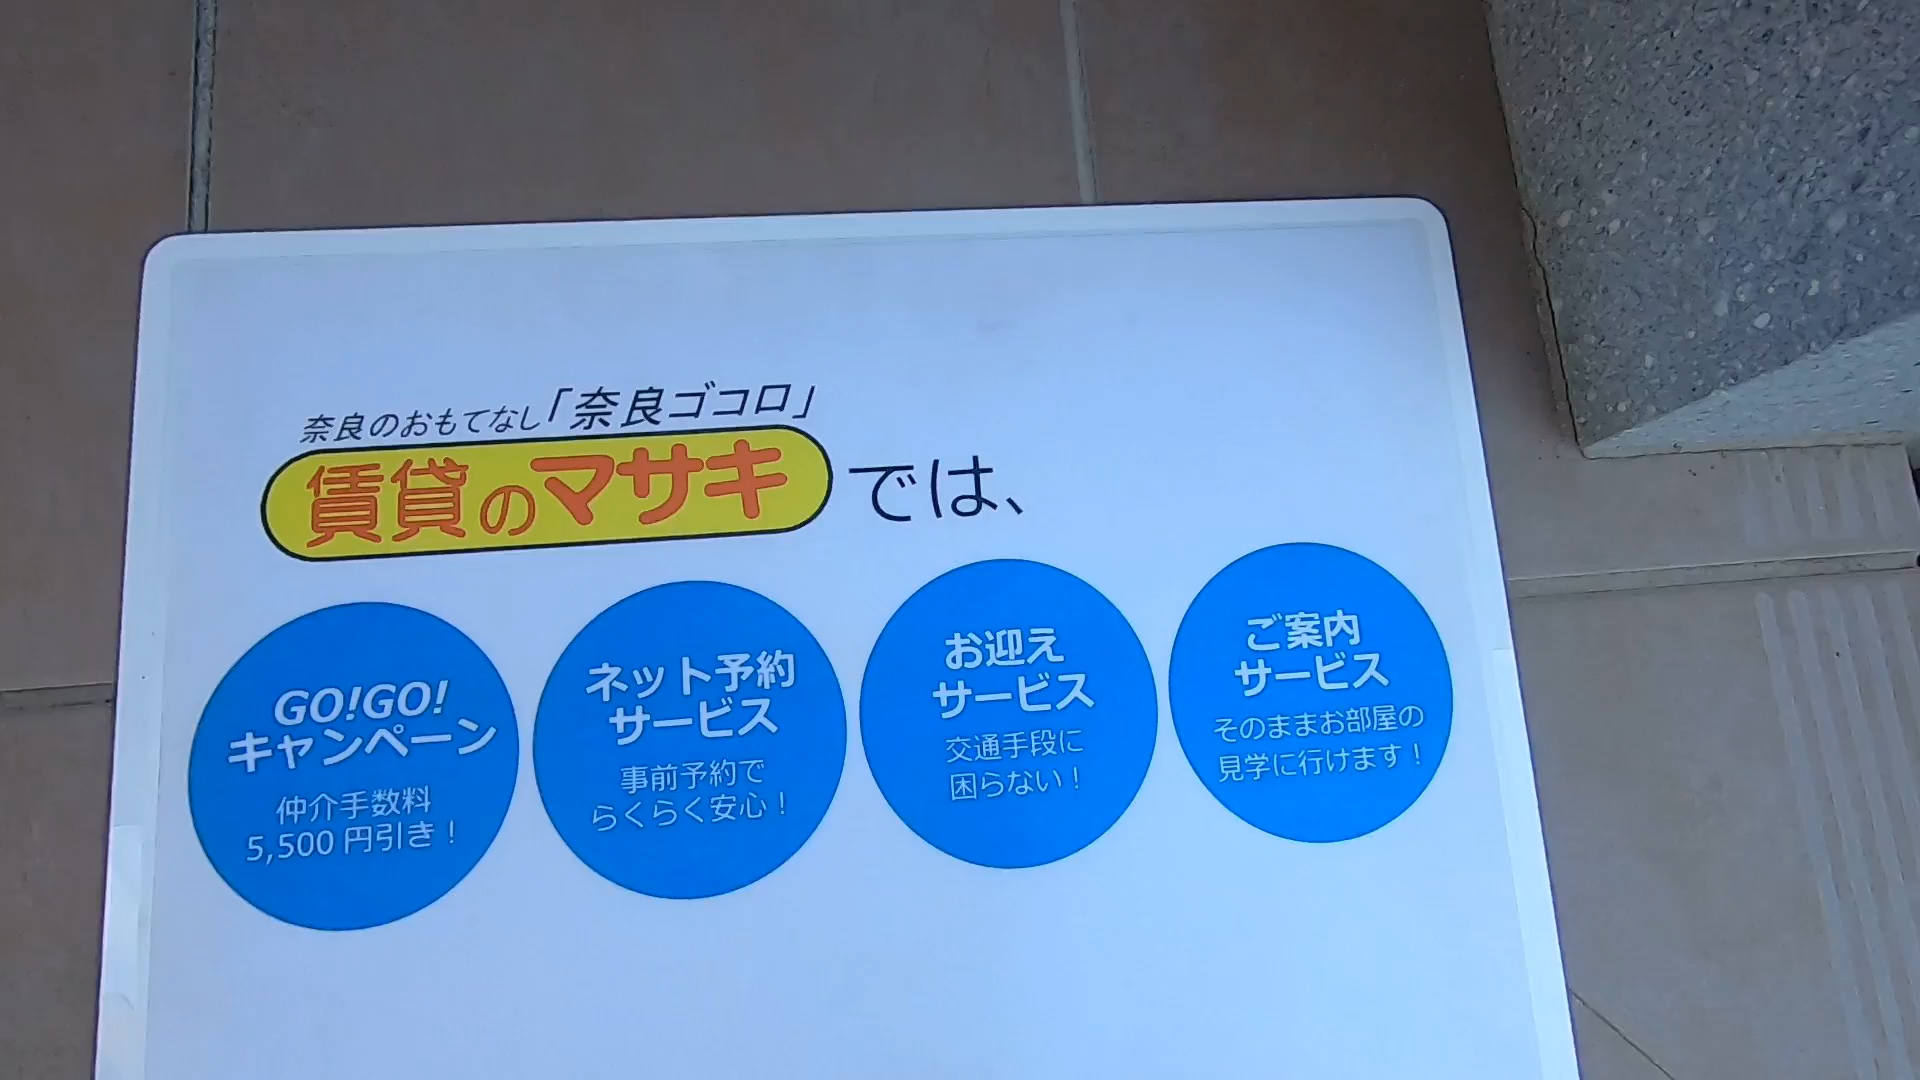 奈良のおもてなし「奈良ゴコロ」
賃貸のマサキでは、
GO!GO!
キャンペーン
仲介手数料
5,500円引き！
ネット予約
サービス
事前予約で
らくらく安心！
お迎え
サービス
交通手段に
困らない！
ご案内
サービス
そのままお部屋の
見学に行けます！